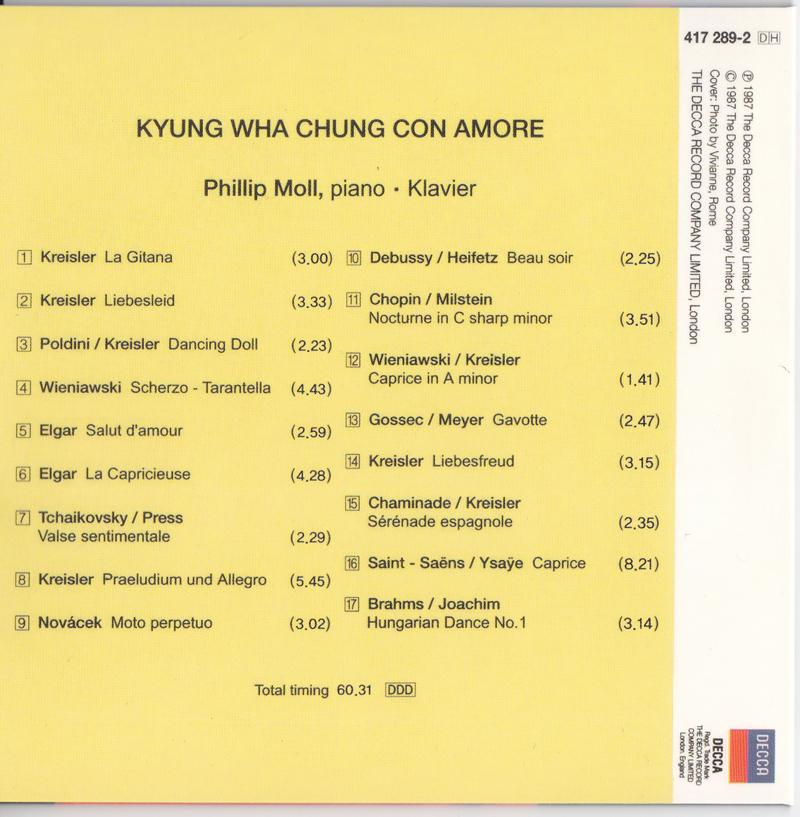 417 289-2 DH
KYUNG WHA CHUNG CON AMORE
Phillip Moll, piano · Klavier
1 Kreisler La Gitana (3.00)
2 Kreisler Liebesleid (3.33)
3 Poldini / Kreisler Dancing Doll (2.23)
4 Wieniawski Scherzo - Tarantella (4.43)
5 Elgar Salut d'amour (2.59)
6 Elgar La Capricieuse (4.28)
7 Tchaikovsky / Press
Valse sentimentale (2.29)
8 Kreisler Praeludium und Allegro (5.45)
9 Novácek Moto perpetuo (3.02)
10 Debussy / Heifetz Beau soir (2.25)
11 Chopin / Milstein
Nocturne in C sharp minor (3.51)
12 Wieniawski / Kreisler
Caprice in A minor (1.41)
13 Gossec / Meyer Gavotte (2.47)
14 Kreisler Liebesfreud (3.15)
15 Chaminade / Kreisler
Sérénade espagnole (2.35)
16 Saint - Saëns / Ysaÿe Caprice (8.21)
17 Brahms / Joachim
Hungarian Dance No.1 (3.14)
Total timing 60.31 DDD
℗ 1987 The Decca Record Company Limited, London
© 1987 The Decca Record Company Limited, London
Cover: Photo by Vivianne, Rome
THE DECCA RECORD COMPANY LIMITED, London
DECCA
DECCA
Regd. Trade Mark
THE DECCA RECORD
COMPANY LIMITED
London, England